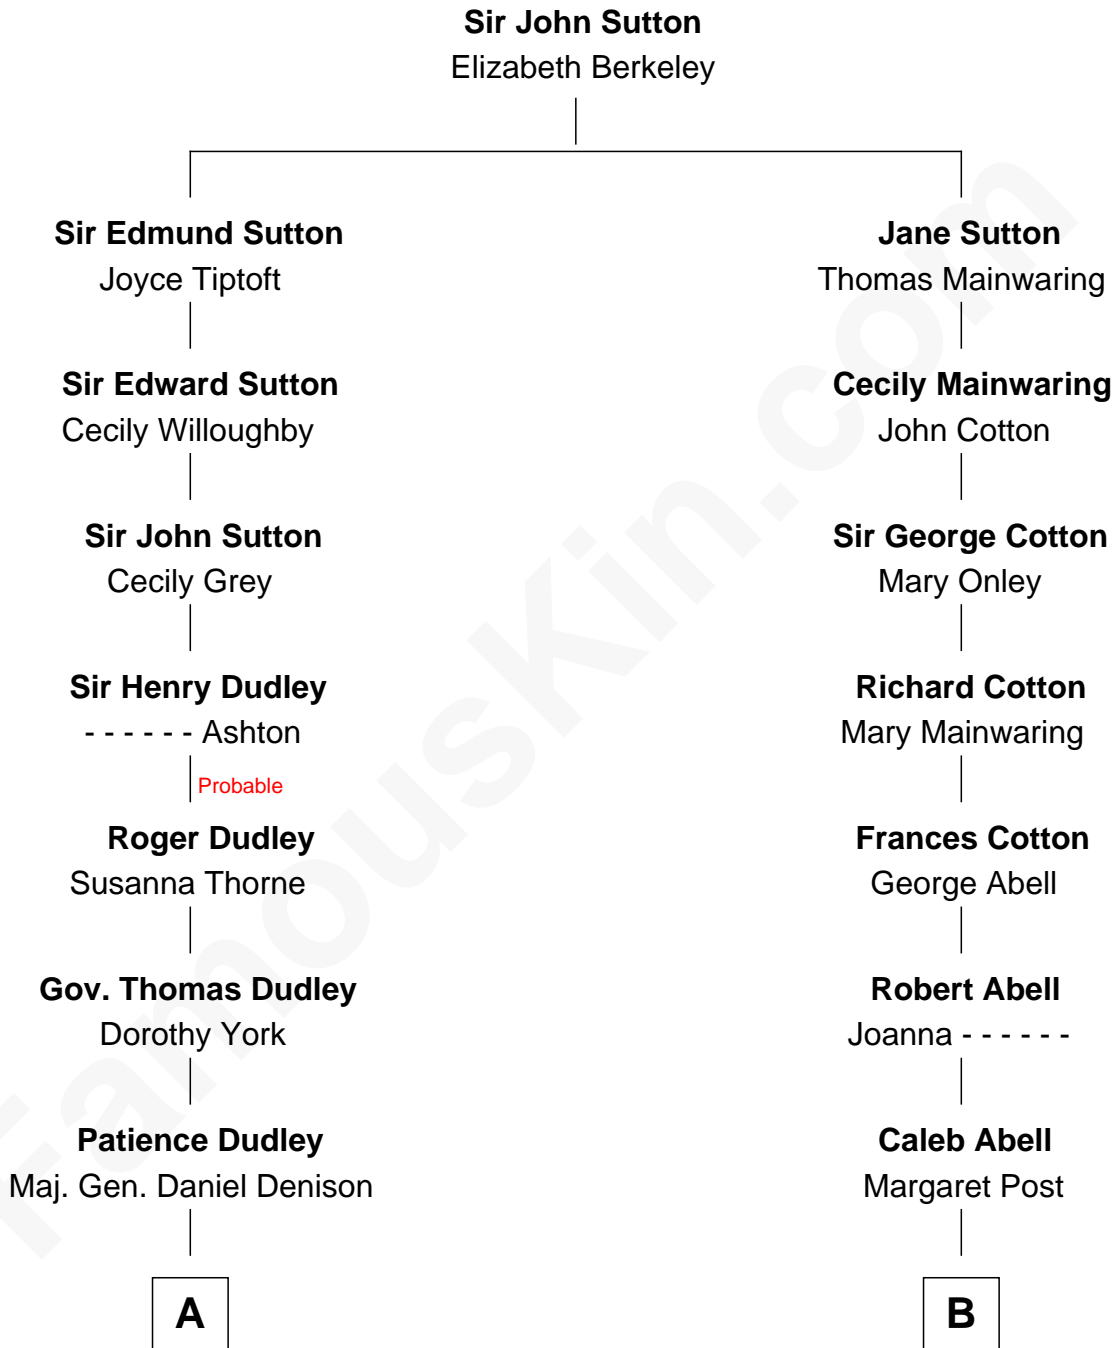 Sir John Sutton
Elizabeth Berkeley
Sir Edmund Sutton
Joyce Tiptoft
Jane Sutton
Thomas Mainwaring
Sir Edward Sutton
Cecily Willoughby
Cecily Mainwaring
John Cotton
Sir John Sutton
Cecily Grey
Sir George Cotton
Mary Onley
Sir Henry Dudley
- - - - - - Ashton
Richard Cotton
Mary Mainwaring
Probable
Roger Dudley
Susanna Thorne
Frances Cotton
George Abell
Gov. Thomas Dudley
Dorothy York
Robert Abell
Joanna - - - - - -
Patience Dudley
Maj. Gen. Daniel Denison
Caleb Abell
Margaret Post
A
B
FamousKin.com